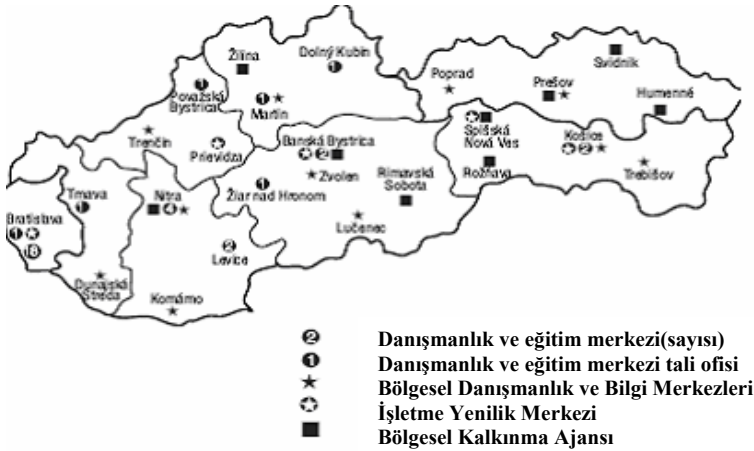 Žilina
Dolný Kubín
Svidník
Považská
Bystrica
Martin
Poprad
Prešov
Humenné
Trenčín
Prievidza
Banská Bystrica
Spišská
Nová Ves
Košice
Zvolen
Rimavská
Sobota
Rožňava
Trebišov
Trnava
Nitra
Žiar nad Hronom
Bratislava
Lučenec
Levice
Dunajská
Streda
Komárno
2 Danışmanlık ve eğitim merkezi(sayısı)
1 Danışmanlık ve eğitim merkezi tali ofisi
Bölgesel Danışmanlık ve Bilgi Merkezleri
İşletme Yenilik Merkezi
Bölgesel Kalkınma Ajansı